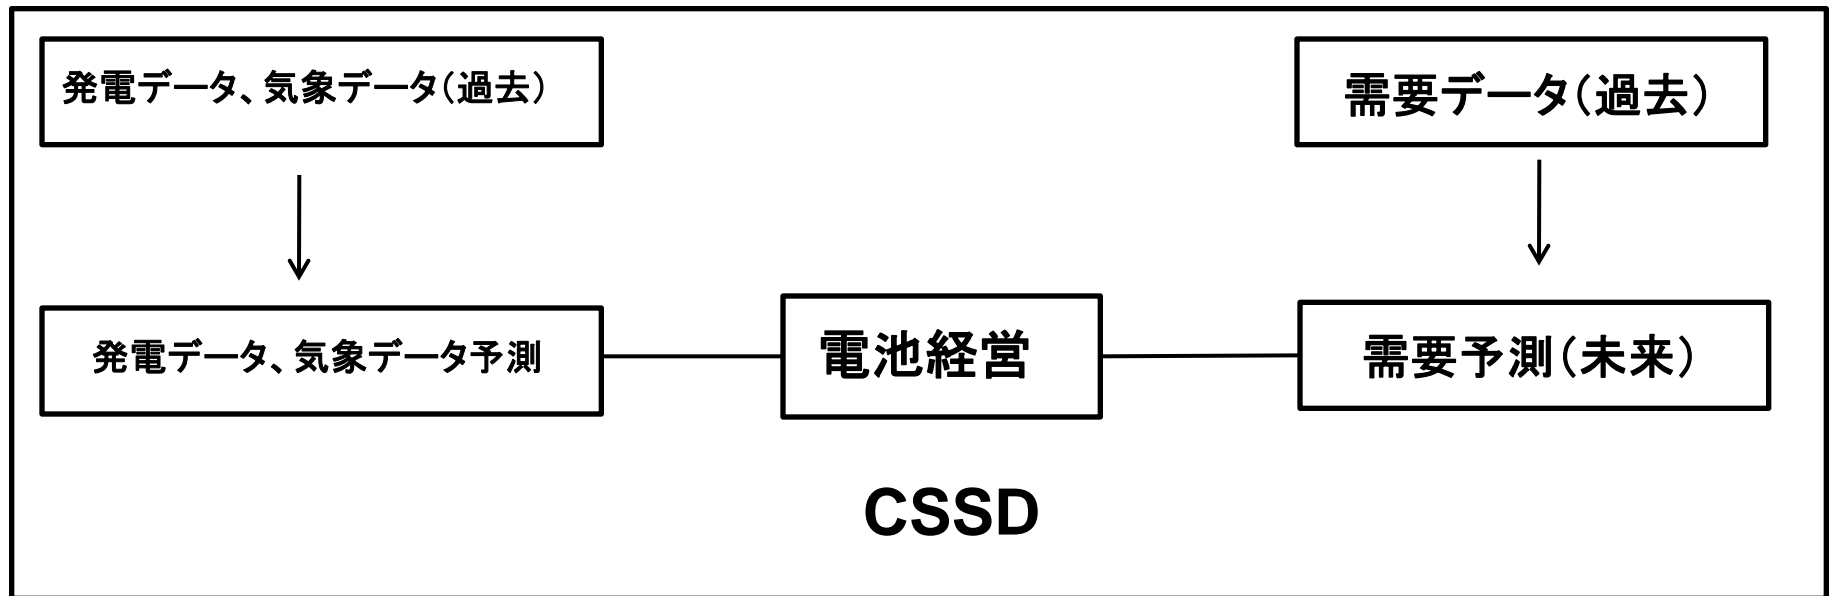 発電データ、気象データ(過去)
需要データ(過去)
発電データ、気象データ予測
電池経営
需要予測(未来)
CSSD